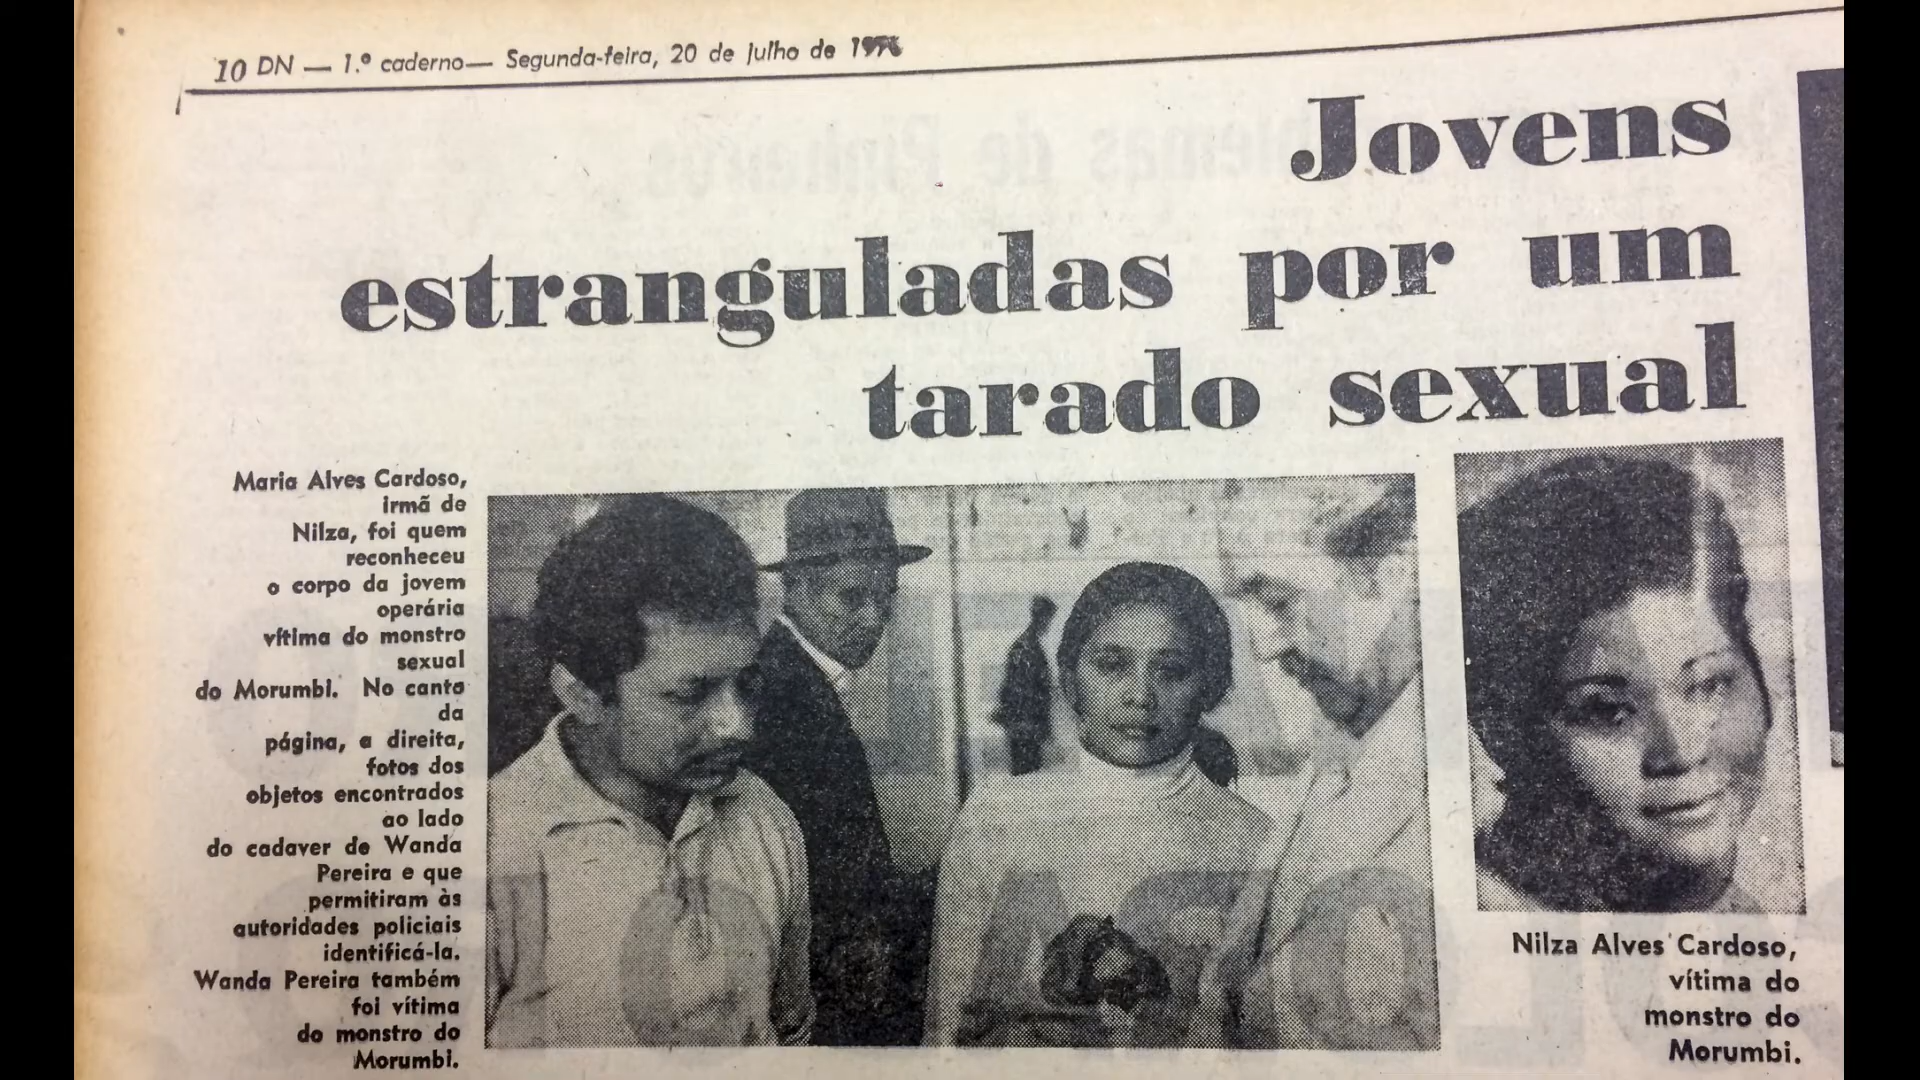 10 DN — 1.º caderno— Segunda-feira, 20 de julho de
Jovens
estranguladas por um
tarado sexual
Maria Alves Cardoso,
irmã de
Nilza, foi quem
reconheceu
o corpo da jovem
operária
vítima do monstro
sexual
do Morumbi. No canto
da
página, a direita,
fotos dos
objetos encontrados
ao lado
do cadaver de Wanda
Pereira e que
permitiram às
autoridades policiais
identificá-la.
Wanda Pereira também
foi vítima
do monstro do
Morumbi.
Nilza Alves Cardoso,
vítima do
monstro do
Morumbi.